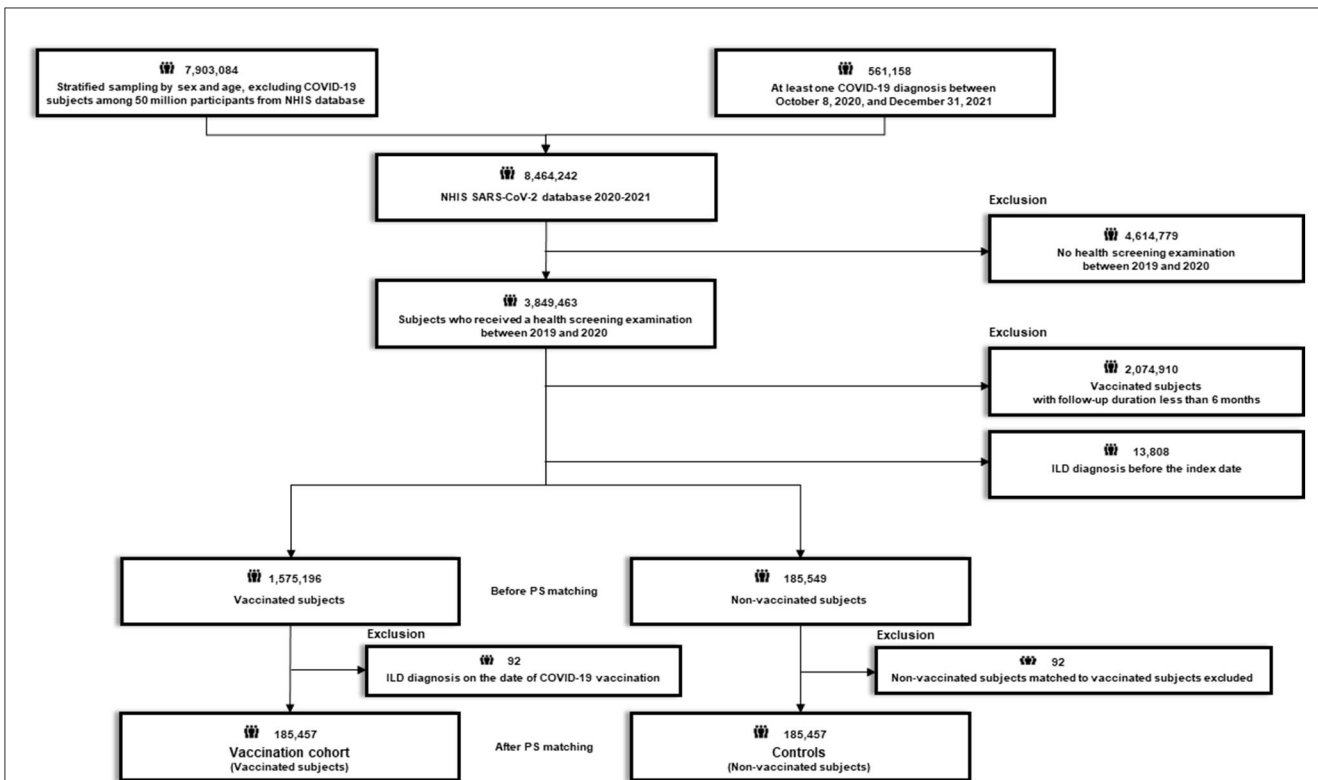 7,903,084
Stratified sampling by sex and age, excluding COVID-19
subjects among 50 million participants from NHIS database
561,158
At least one COVID-19 diagnosis between
October 8, 2020, and December 31, 2021
8,464,242
NHIS SARS-CoV-2 database 2020-2021
Exclusion
4,614,779
No health screening examination
between 2019 and 2020
3,849,463
Subjects who received a health screening examination
between 2019 and 2020
Exclusion
2,074,910
Vaccinated subjects
with follow-up duration less than 6 months
13,808
ILD diagnosis before the index date
1,575,196
Vaccinated subjects
Before PS matching
185,549
Non-vaccinated subjects
Exclusion
92
ILD diagnosis on the date of COVID-19 vaccination
Exclusion
92
Non-vaccinated subjects matched to vaccinated subjects excluded
185,457
Vaccination cohort
(Vaccinated subjects)
After PS matching
185,457
Controls
(Non-vaccinated subjects)